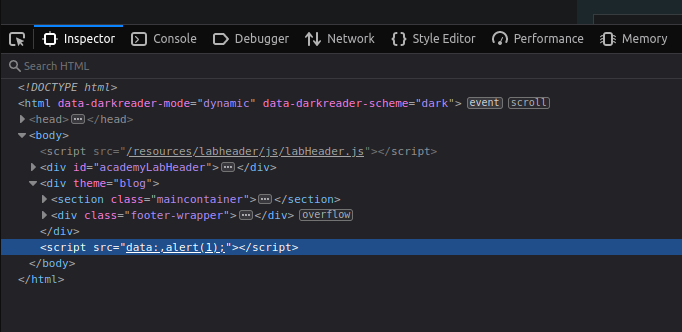 Inspector Console Debugger Network Style Editor Performance Memory
Search HTML
<!DOCTYPE html>
<html data-darkreader-mode="dynamic" data-darkreader-scheme="dark"> event scroll
<head>⋯</head>
<body>
<script src="/resources/labheader/js/labHeader.js"></script>
<div id="academyLabHeader">⋯</div>
<div theme="blog">
<section class="maincontainer">⋯</section>
<div class="footer-wrapper">⋯</div> overflow
</div>
<script src="data:,alert(1);"></script>
</body>
</html>